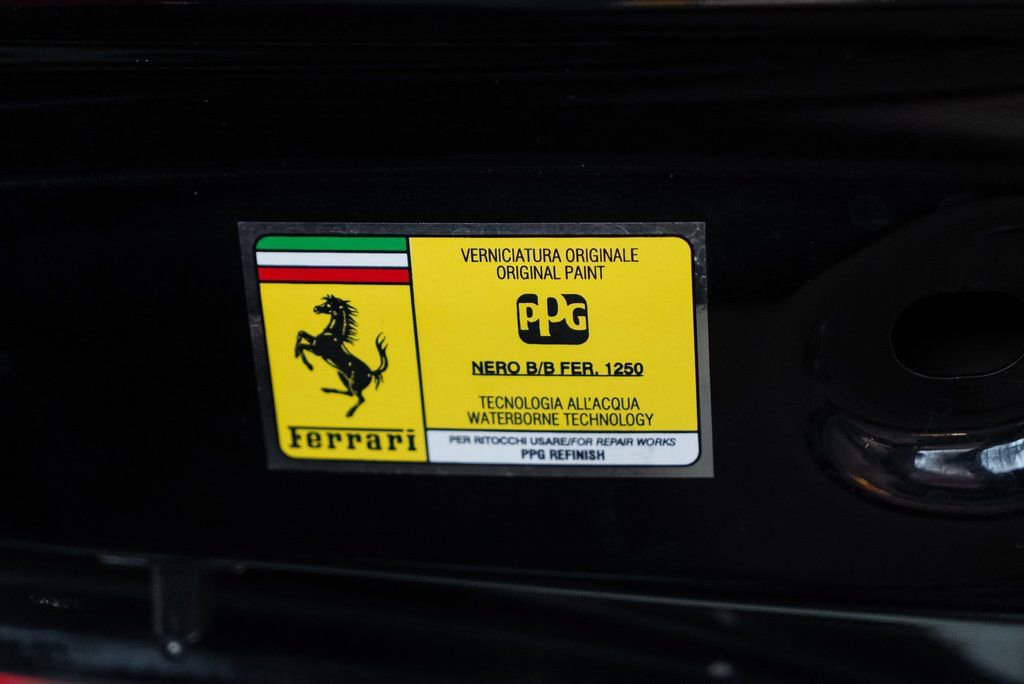 VERNICIATURA ORIGINALE
ORIGINAL PAINT
PPG
NERO B/B FER. 1250
TECNOLOGIA ALL'ACQUA
WATERBORNE TECHNOLOGY
Ferrari
PER RITOCCHI USARE/FOR REPAIR WORKS
PPG REFINISH